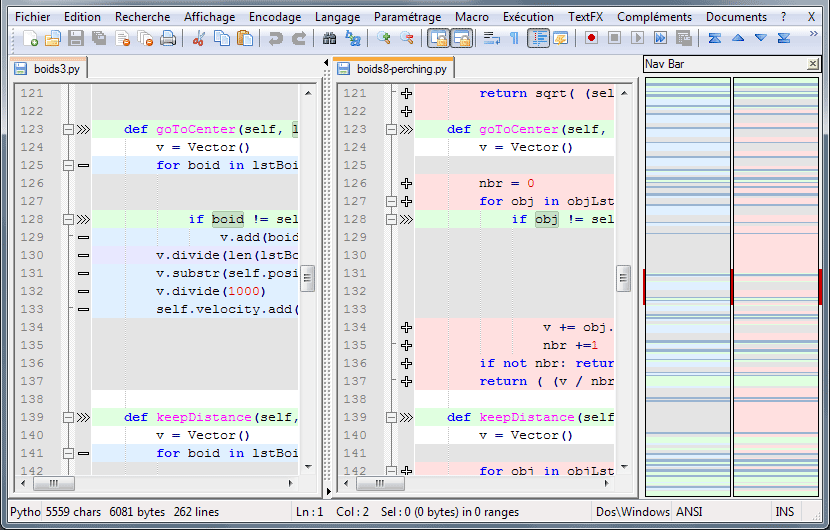 Fichier Edition Recherche Affichage Encodage Langage Paramétrage Macro Exécution TextFX Compléments Documents ? X
boids3.py
boids8-perching.py
Nav Bar
121
122
123 def goToCenter(self, l
124 v = Vector()
125 for boid in lstBoi
126
127
128 if boid != sel
129 v.add(boid
130 v.divide(len(lstBo
131 v.substr(self.posi
132 v.divide(1000)
133 self.velocity.add(
134
135
136
137
138
139 def keepDistance(self,
140 v = Vector()
141 for boid in lstBoi
142
121 return sqrt( (sel
122
123 def goToCenter(self,
124 v = Vector()
125
126 nbr = 0
127 for obj in objLst
128 if obj != sel
129
130
131
132
133
134 v += obj.
135 nbr +=1
136 if not nbr: retur
137 return ( (v / nbr
138
139 def keepDistance(self
140 v = Vector()
141
142 for obj in objLst
Pytho 5559 chars 6081 bytes 262 lines Ln : 1 Col : 2 Sel : 0 (0 bytes) in 0 ranges Dos\Windows ANSI INS